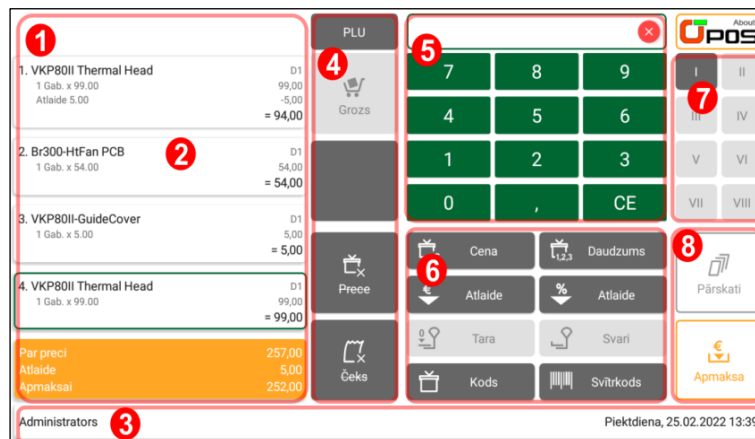 1
1. VKP80II Thermal Head D1
1 Gab. x 99.00 99,00
Atlaide 5.00 -5,00
= 94,00
2. Br300-HtFan PCB D1
2
1 Gab. x 54.00 54,00
= 54,00
3. VKP80II-GuideCover D1
1 Gab. x 5.00 5,00
= 5,00
4. VKP80II Thermal Head D1
1 Gab. x 99.00 99,00
= 99,00
Par preci 257,00
Atlaide 5,00
Apmaksai 252,00
PLU
4
Grozs
Prece
Čeks
5
7 8 9
4 5 6
1 2 3
0 , CE
6
Cena
1,2,3 Daudzums
€ Atlaide
% Atlaide
0 Tara
Svari
Kods
Svītrkods
About
UPOS
7
I II
III IV
V VI
VII VIII
8
Pārskati
€
Apmaksa
Administrators
3
Piektdiena, 25.02.2022 13:39